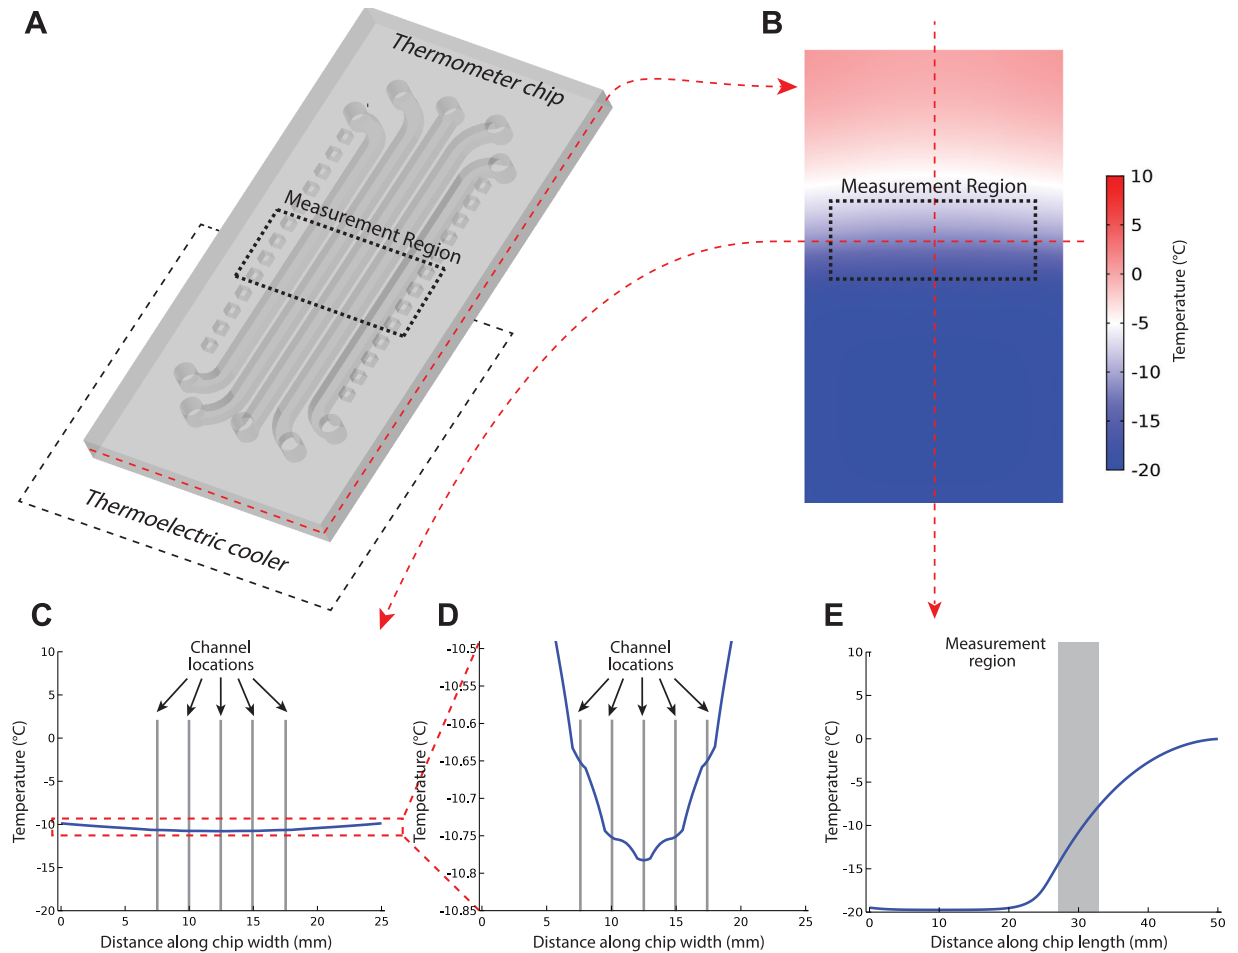 A
Thermometer chip
Measurement Region
Thermoelectric cooler
B
Measurement Region
10
5
0
-5
-10
-15
-20
Temperature (°C)
C
Channel
locations
10
5
0
-5
-10
-15
-20
Temperature (°C)
0
5
10
15
20
25
Distance along chip width (mm)
D
Channel
locations
-10.5
-10.55
-10.6
-10.65
-10.7
-10.75
-10.8
-10.85
Temperature (°C)
0
5
10
15
20
25
Distance along chip width (mm)
E
Measurement
region
10
5
0
-5
-10
-15
-20
Temperature (°C)
0
10
20
30
40
50
Distance along chip length (mm)